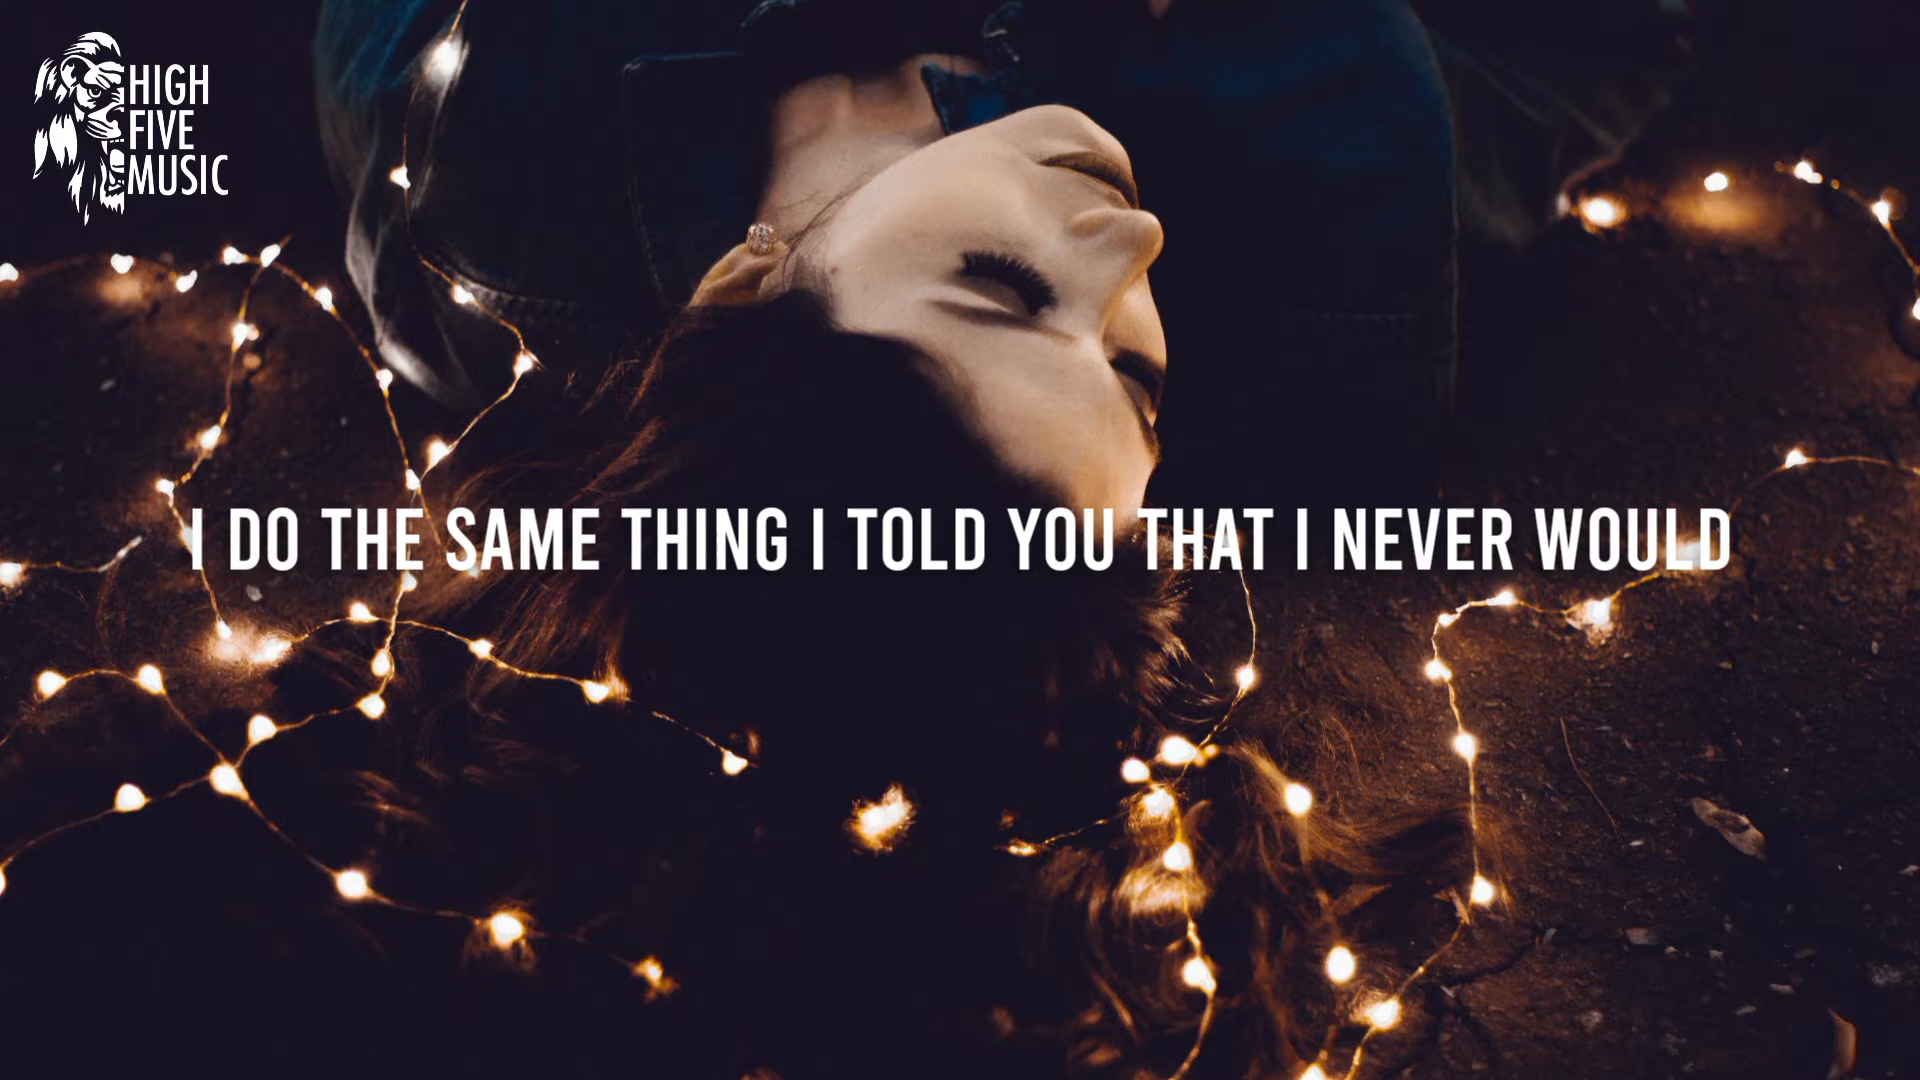 HIGH
FIVE
MUSIC
I DO THE SAME THING I TOLD YOU THAT I NEVER WOULD